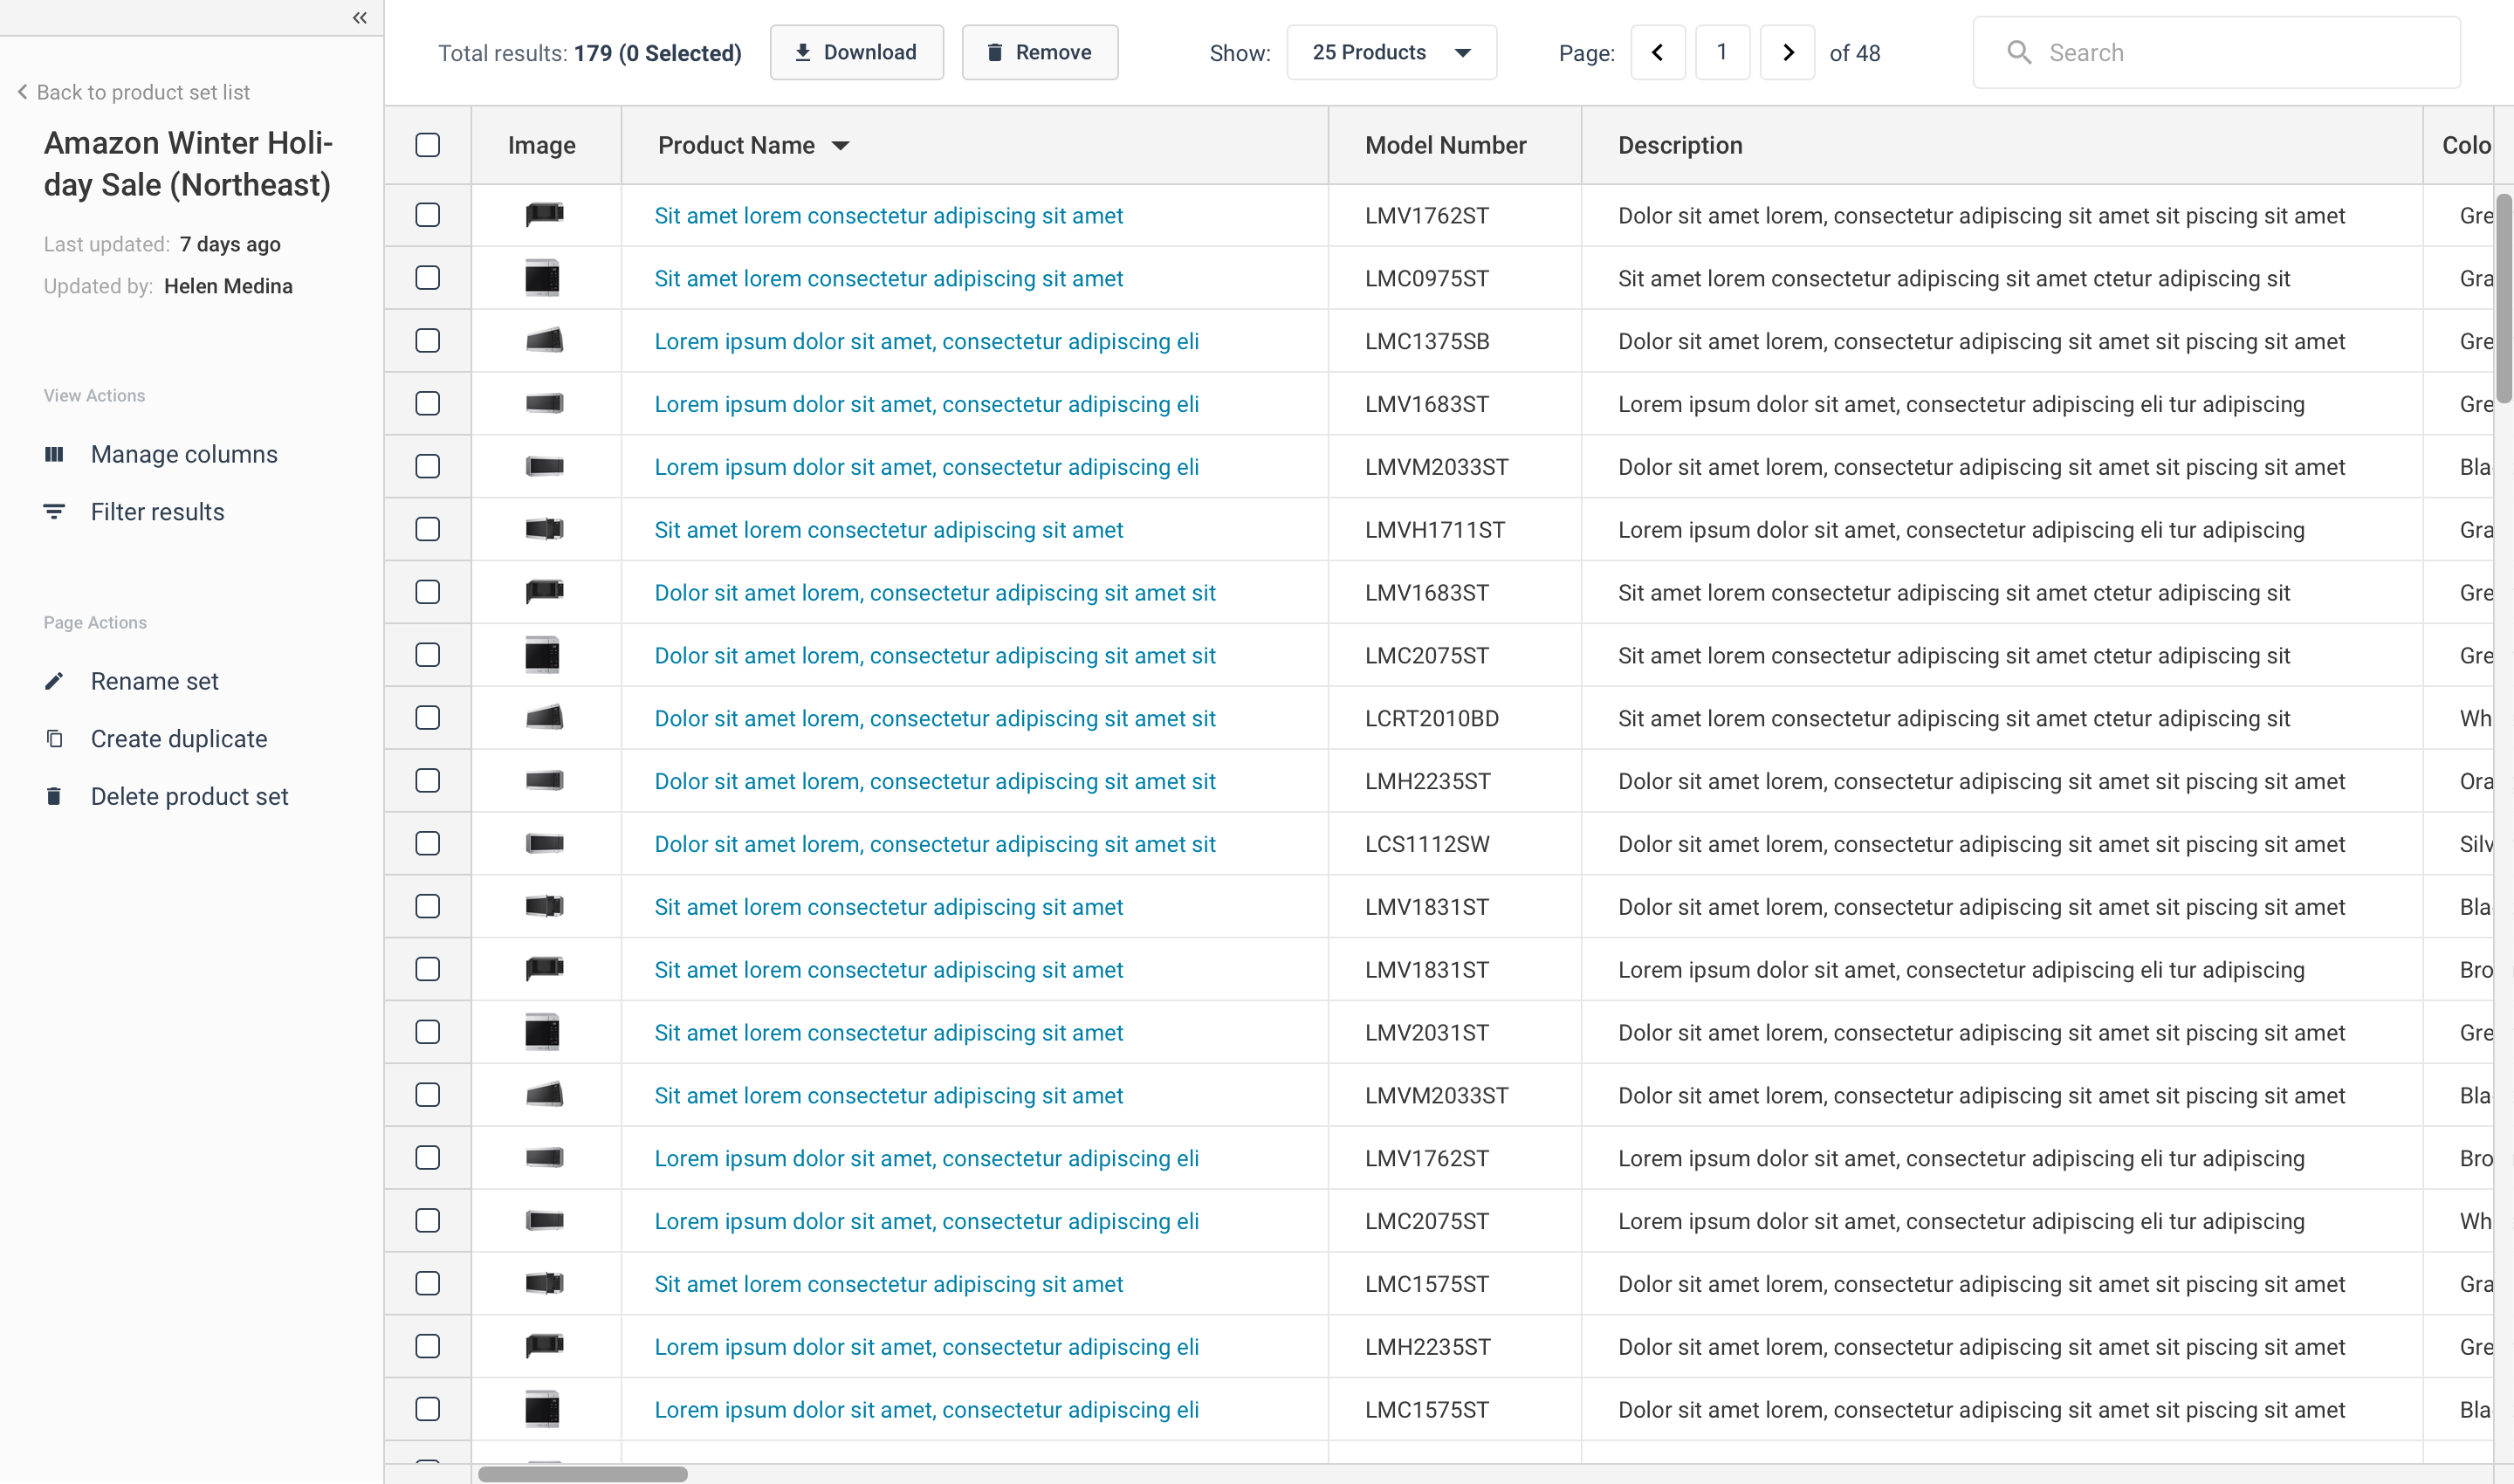 Total results: 179 (0 Selected) Download Remove Show: 25 Products Page: 1 of 48 Search
Back to product set list
Amazon Winter Holi-
day Sale (Northeast)
Last updated: 7 days ago
Updated by: Helen Medina
View Actions
Manage columns
Filter results
Page Actions
Rename set
Create duplicate
Delete product set
Image Product Name Model Number Description Colo
Sit amet lorem consectetur adipiscing sit amet LMV1762ST Dolor sit amet lorem, consectetur adipiscing sit amet sit piscing sit amet Gre
Sit amet lorem consectetur adipiscing sit amet LMC0975ST Sit amet lorem consectetur adipiscing sit amet ctetur adipiscing sit Gra
Lorem ipsum dolor sit amet, consectetur adipiscing eli LMC1375SB Dolor sit amet lorem, consectetur adipiscing sit amet sit piscing sit amet Gre
Lorem ipsum dolor sit amet, consectetur adipiscing eli LMV1683ST Lorem ipsum dolor sit amet, consectetur adipiscing eli tur adipiscing Gre
Lorem ipsum dolor sit amet, consectetur adipiscing eli LMVM2033ST Dolor sit amet lorem, consectetur adipiscing sit amet sit piscing sit amet Bla
Sit amet lorem consectetur adipiscing sit amet LMVH1711ST Lorem ipsum dolor sit amet, consectetur adipiscing eli tur adipiscing Gra
Dolor sit amet lorem, consectetur adipiscing sit amet sit LMV1683ST Sit amet lorem consectetur adipiscing sit amet ctetur adipiscing sit Gre
Dolor sit amet lorem, consectetur adipiscing sit amet sit LMC2075ST Sit amet lorem consectetur adipiscing sit amet ctetur adipiscing sit Gre
Dolor sit amet lorem, consectetur adipiscing sit amet sit LCRT2010BD Sit amet lorem consectetur adipiscing sit amet ctetur adipiscing sit Wh
Dolor sit amet lorem, consectetur adipiscing sit amet sit LMH2235ST Dolor sit amet lorem, consectetur adipiscing sit amet sit piscing sit amet Ora
Dolor sit amet lorem, consectetur adipiscing sit amet sit LCS1112SW Dolor sit amet lorem, consectetur adipiscing sit amet sit piscing sit amet Silv
Sit amet lorem consectetur adipiscing sit amet LMV1831ST Dolor sit amet lorem, consectetur adipiscing sit amet sit piscing sit amet Bla
Sit amet lorem consectetur adipiscing sit amet LMV1831ST Lorem ipsum dolor sit amet, consectetur adipiscing eli tur adipiscing Bro
Sit amet lorem consectetur adipiscing sit amet LMV2031ST Dolor sit amet lorem, consectetur adipiscing sit amet sit piscing sit amet Gre
Sit amet lorem consectetur adipiscing sit amet LMVM2033ST Dolor sit amet lorem, consectetur adipiscing sit amet sit piscing sit amet Bla
Lorem ipsum dolor sit amet, consectetur adipiscing eli LMV1762ST Lorem ipsum dolor sit amet, consectetur adipiscing eli tur adipiscing Bro
Lorem ipsum dolor sit amet, consectetur adipiscing eli LMC2075ST Lorem ipsum dolor sit amet, consectetur adipiscing eli tur adipiscing Wh
Sit amet lorem consectetur adipiscing sit amet LMC1575ST Dolor sit amet lorem, consectetur adipiscing sit amet sit piscing sit amet Gra
Lorem ipsum dolor sit amet, consectetur adipiscing eli LMH2235ST Dolor sit amet lorem, consectetur adipiscing sit amet sit piscing sit amet Gre
Lorem ipsum dolor sit amet, consectetur adipiscing eli LMC1575ST Dolor sit amet lorem, consectetur adipiscing sit amet sit piscing sit amet Bla